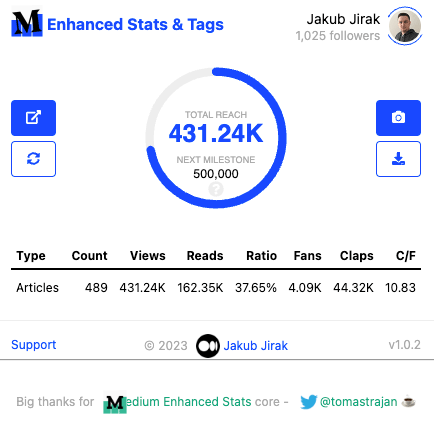 M Enhanced Stats & Tags
Jakub Jirak
1,025 followers
TOTAL REACH
431.24K
NEXT MILESTONE
500,000
?
Type Count Views Reads Ratio Fans Claps C/F
Articles 489 431.24K 162.35K 37.65% 4.09K 44.32K 10.83
Support © 2023 Jakub Jirak v1.0.2
Big thanks for Medium Enhanced Stats core - @tomastrajan ☕